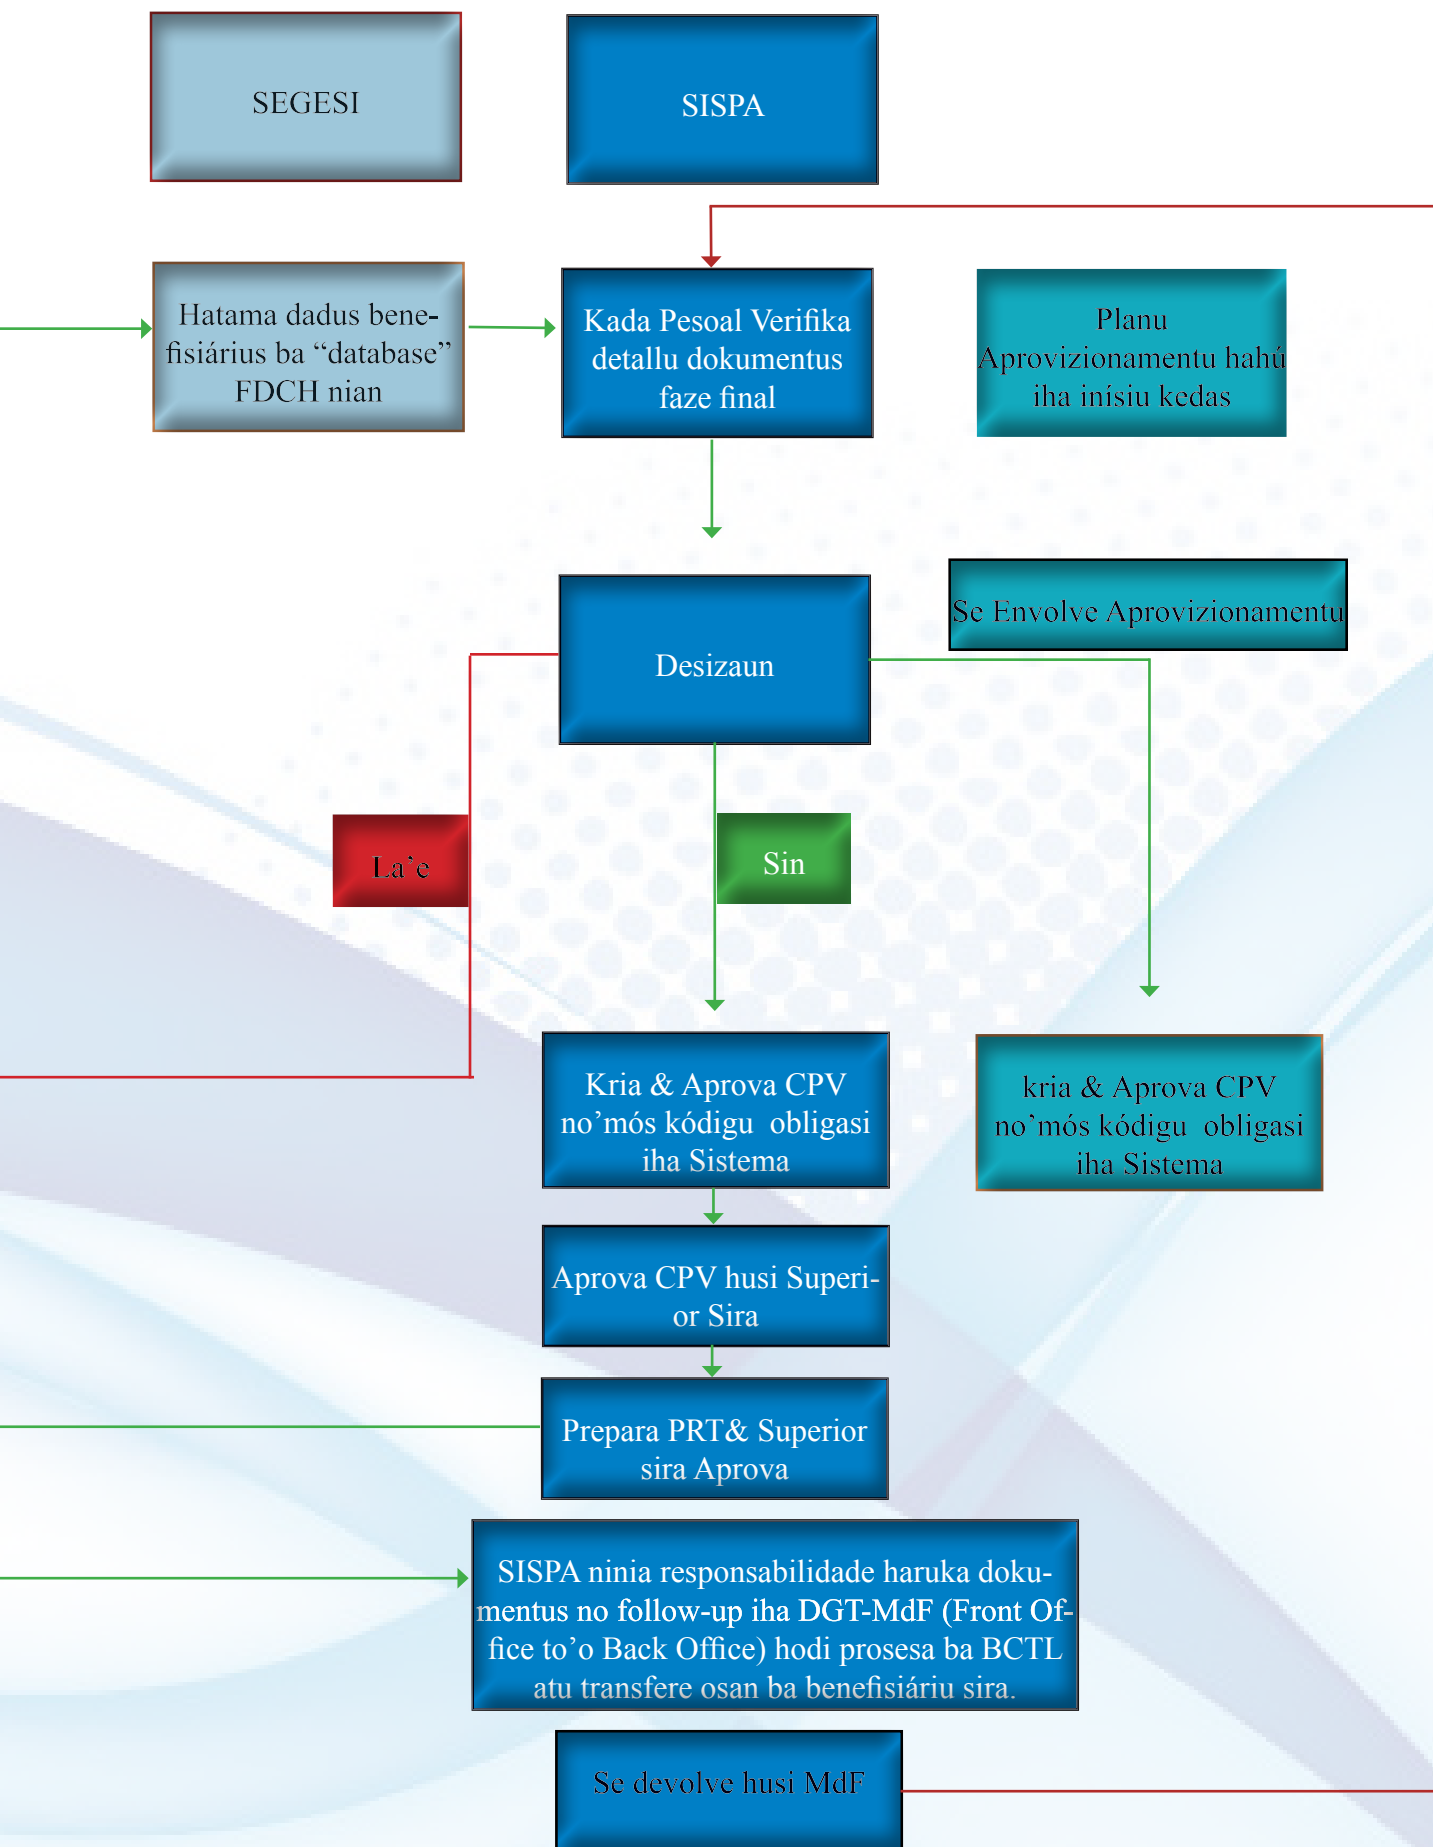 SEGESI
SISPA
Hatama dadus bene-
fisiárius ba “database”
FDCH nian
Kada Pesoal Verifika
detallu dokumentus
faze final
Planu
Aprovizionamentu hahú
iha inísiu kedas
Se Envolve Aprovizionamentu
Desizaun
La’e
Sin
Kria & Aprova CPV
no’mós kódigu obligasi
iha Sistema
kria & Aprova CPV
no’mós kódigu obligasi
iha Sistema
Aprova CPV husi Superi-
or Sira
Prepara PRT& Superior
sira Aprova
SISPA ninia responsabilidade haruka doku-
mentus no follow-up iha DGT-MdF (Front Of-
fice to’o Back Office) hodi prosesa ba BCTL
atu transfere osan ba benefisiáriu sira.
Se devolve husi MdF